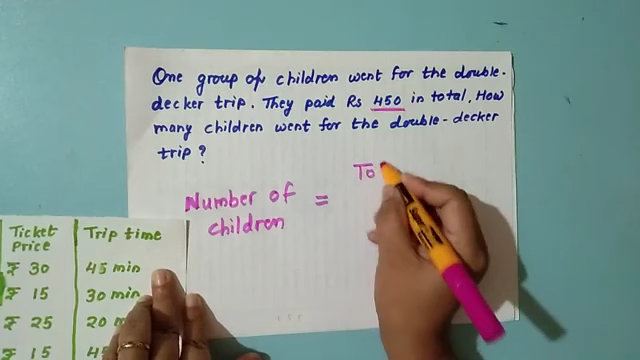 One group of children went for the double-
decker trip. They paid Rs 450 in total. How
many children went for the double-decker
trip?
Number of
children =
To
Ticket
Price
Trip time
₹ 30 45 min
₹ 15 30 min
₹ 25 20 m
₹ 15